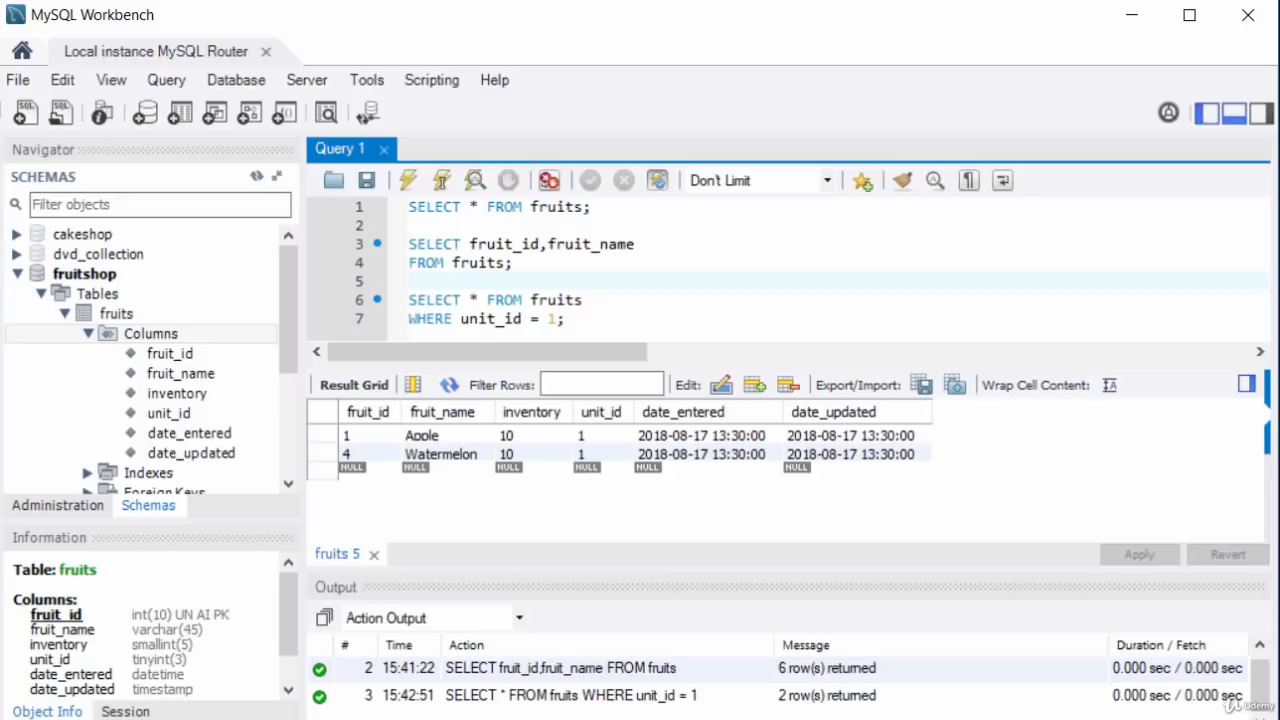 MySQL Workbench
Local instance MySQL Router
File Edit View Query Database Server Tools Scripting Help
Navigator
SCHEMAS
Filter objects
cakeshop
dvd_collection
fruitshop
Tables
fruits
Columns
fruit_id
fruit_name
inventory
unit_id
date_entered
date_updated
Indexes
Foreign Keys
Administration Schemas
Information
Table: fruits
Columns:
fruit_id int(10) UN AI PK
fruit_name varchar(45)
inventory smallint(5)
unit_id tinyint(3)
date_entered datetime
date_updated timestamp
Object Info Session
Query 1
Don't Limit
1 SELECT * FROM fruits;
2
3 SELECT fruit_id,fruit_name
4 FROM fruits;
5
6 SELECT * FROM fruits
7 WHERE unit_id = 1;
Result Grid Filter Rows: Edit: Export/Import: Wrap Cell Content:
fruit_id fruit_name inventory unit_id date_entered date_updated
1 Apple 10 1 2018-08-17 13:30:00 2018-08-17 13:30:00
4 Watermelon 10 1 2018-08-17 13:30:00 2018-08-17 13:30:00
NULL NULL NULL NULL NULL NULL
fruits 5
Apply Revert
Output
Action Output
# Time Action Message Duration / Fetch
2 15:41:22 SELECT fruit_id,fruit_name FROM fruits 6 row(s) returned 0.000 sec / 0.000 sec
3 15:42:51 SELECT * FROM fruits WHERE unit_id = 1 2 row(s) returned 0.000 sec / 0.000 sec
Udemy